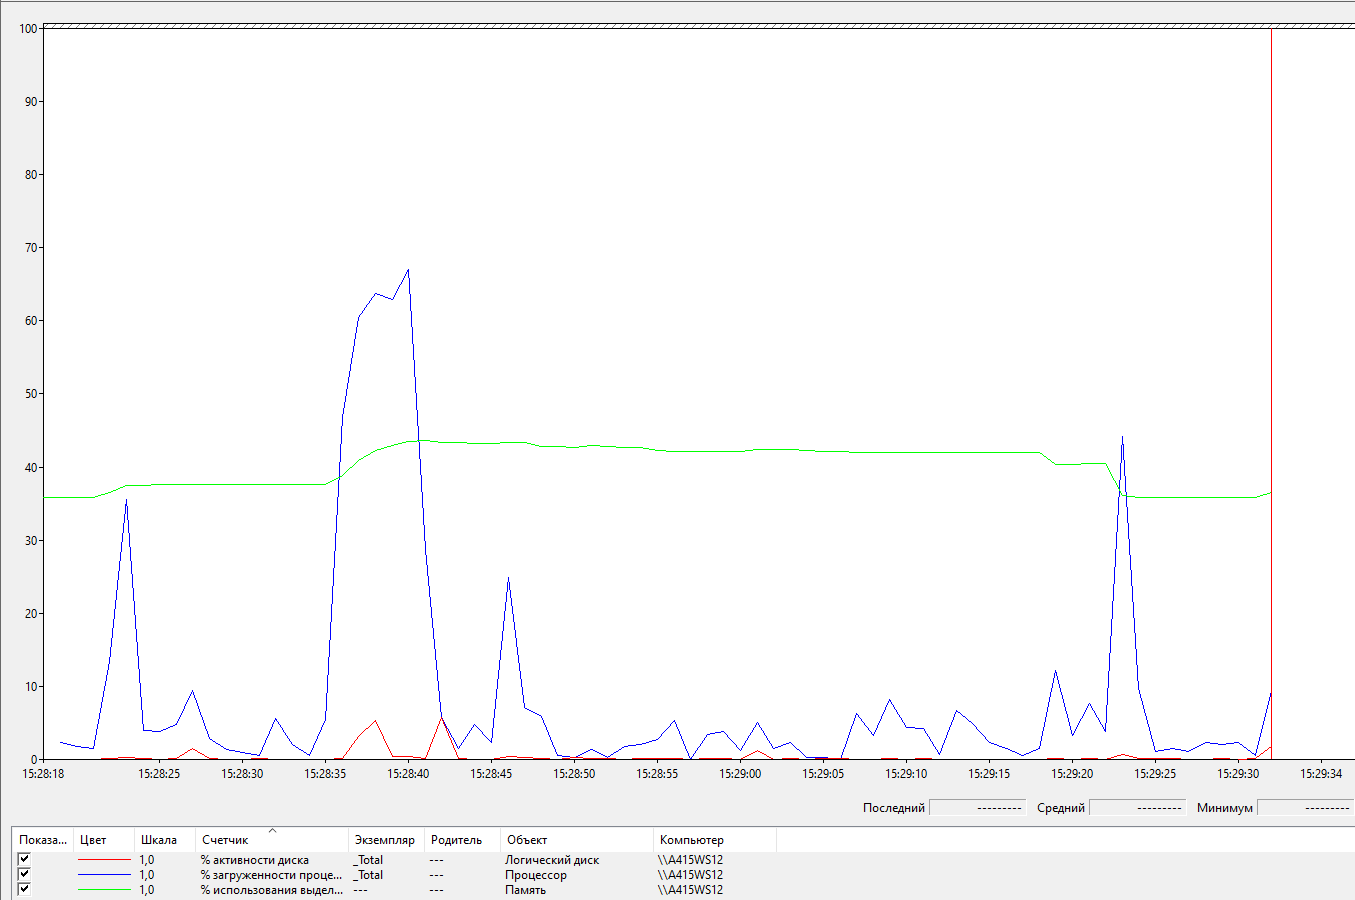 100
90
80
70
60
50
40
30
20
10
0
15:28:18 15:28:25 15:28:30 15:28:35 15:28:40 15:28:45 15:28:50 15:28:55 15:29:00 15:29:05 15:29:10 15:29:15 15:29:20 15:29:25 15:29:30 15:29:34
Последний --------- Средний --------- Минимум ---------
Показа... Цвет Шкала Счетчик Экземпляр Родитель Объект Компьютер
1,0 % активности диска _Total --- Логический диск \\A415WS12
1,0 % загруженности проце... _Total --- Процессор \\A415WS12
1,0 % использования выдел... --- --- Память \\A415WS12